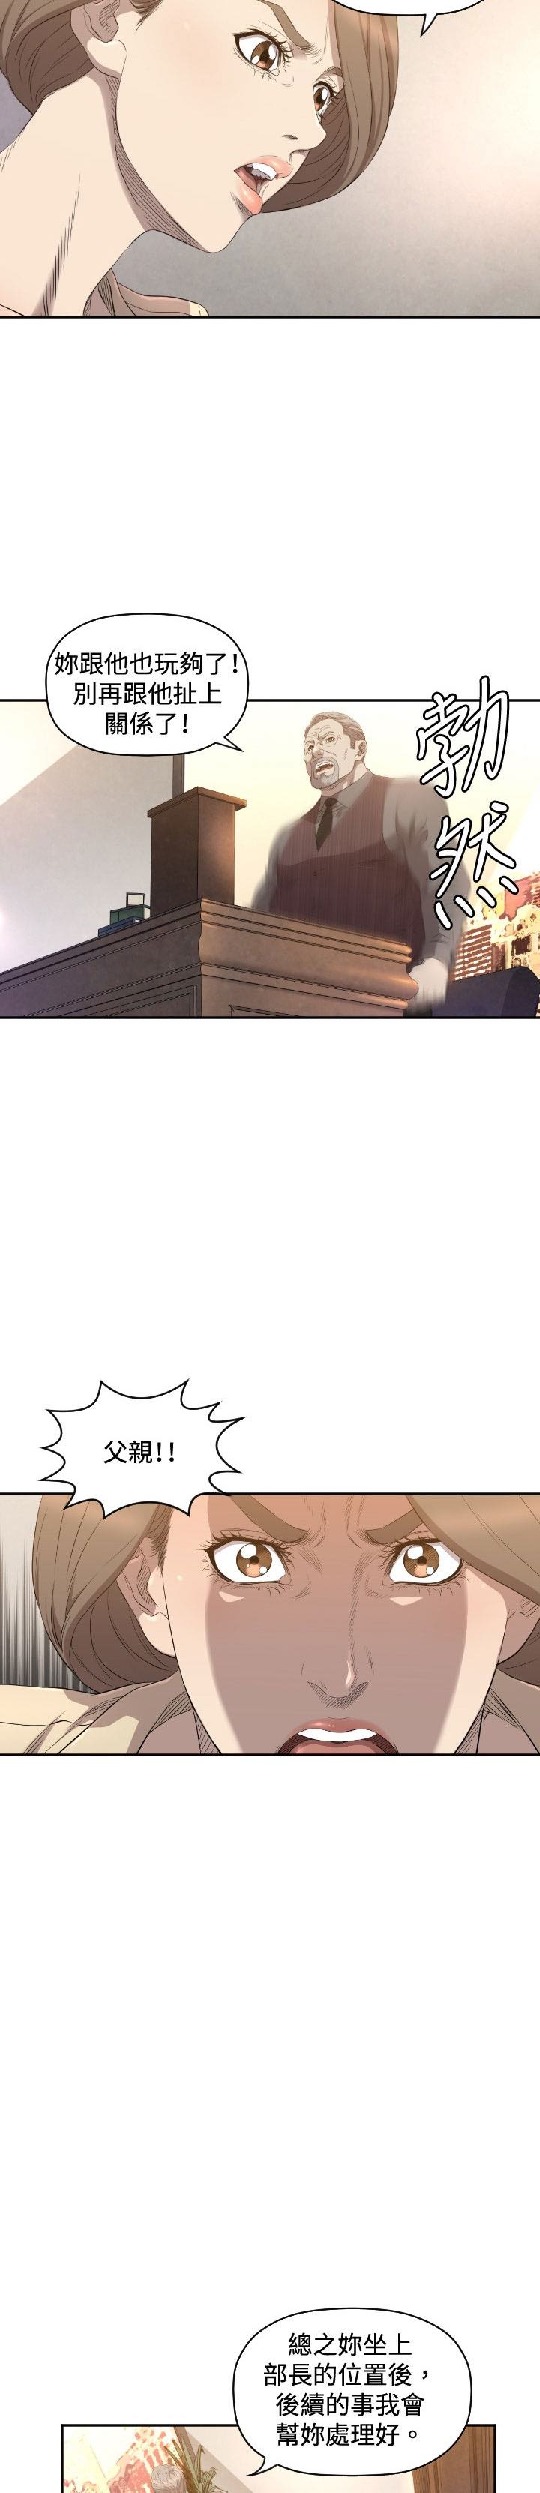 妳跟他也玩夠了!
別再跟他扯上
關係了!
勃然
父親!!
總之妳坐上
部長的位置後，
後續的事我會
幫妳處理好。